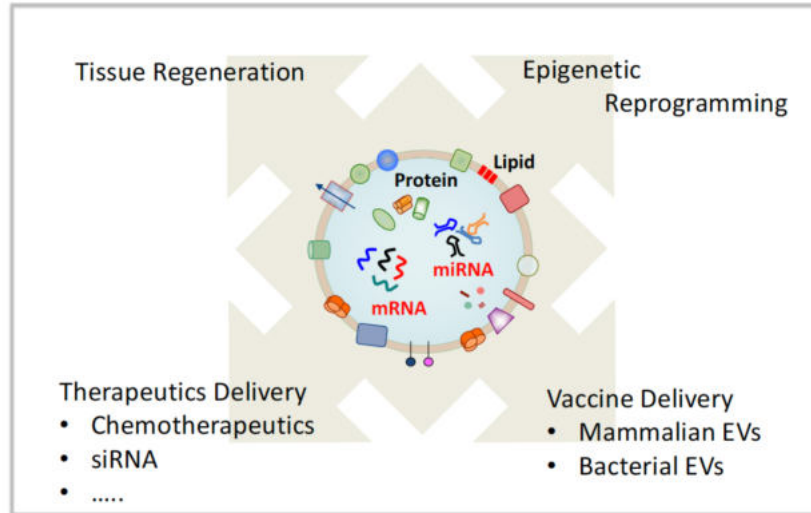 Tissue Regeneration
Epigenetic
Reprogramming
Lipid
Protein
miRNA
mRNA
Therapeutics Delivery
• Chemotherapeutics
• siRNA
• .....
Vaccine Delivery
• Mammalian EVs
• Bacterial EVs